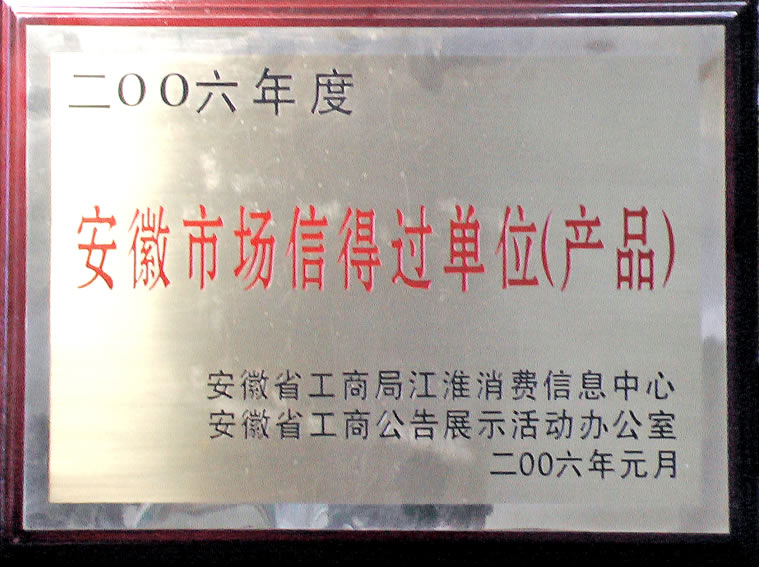 二OO六年度
安徽市场信得过单位(产品)
安徽省工商局江淮消费信息中心
安徽省工商公告展示活动办公室
二00六年元月